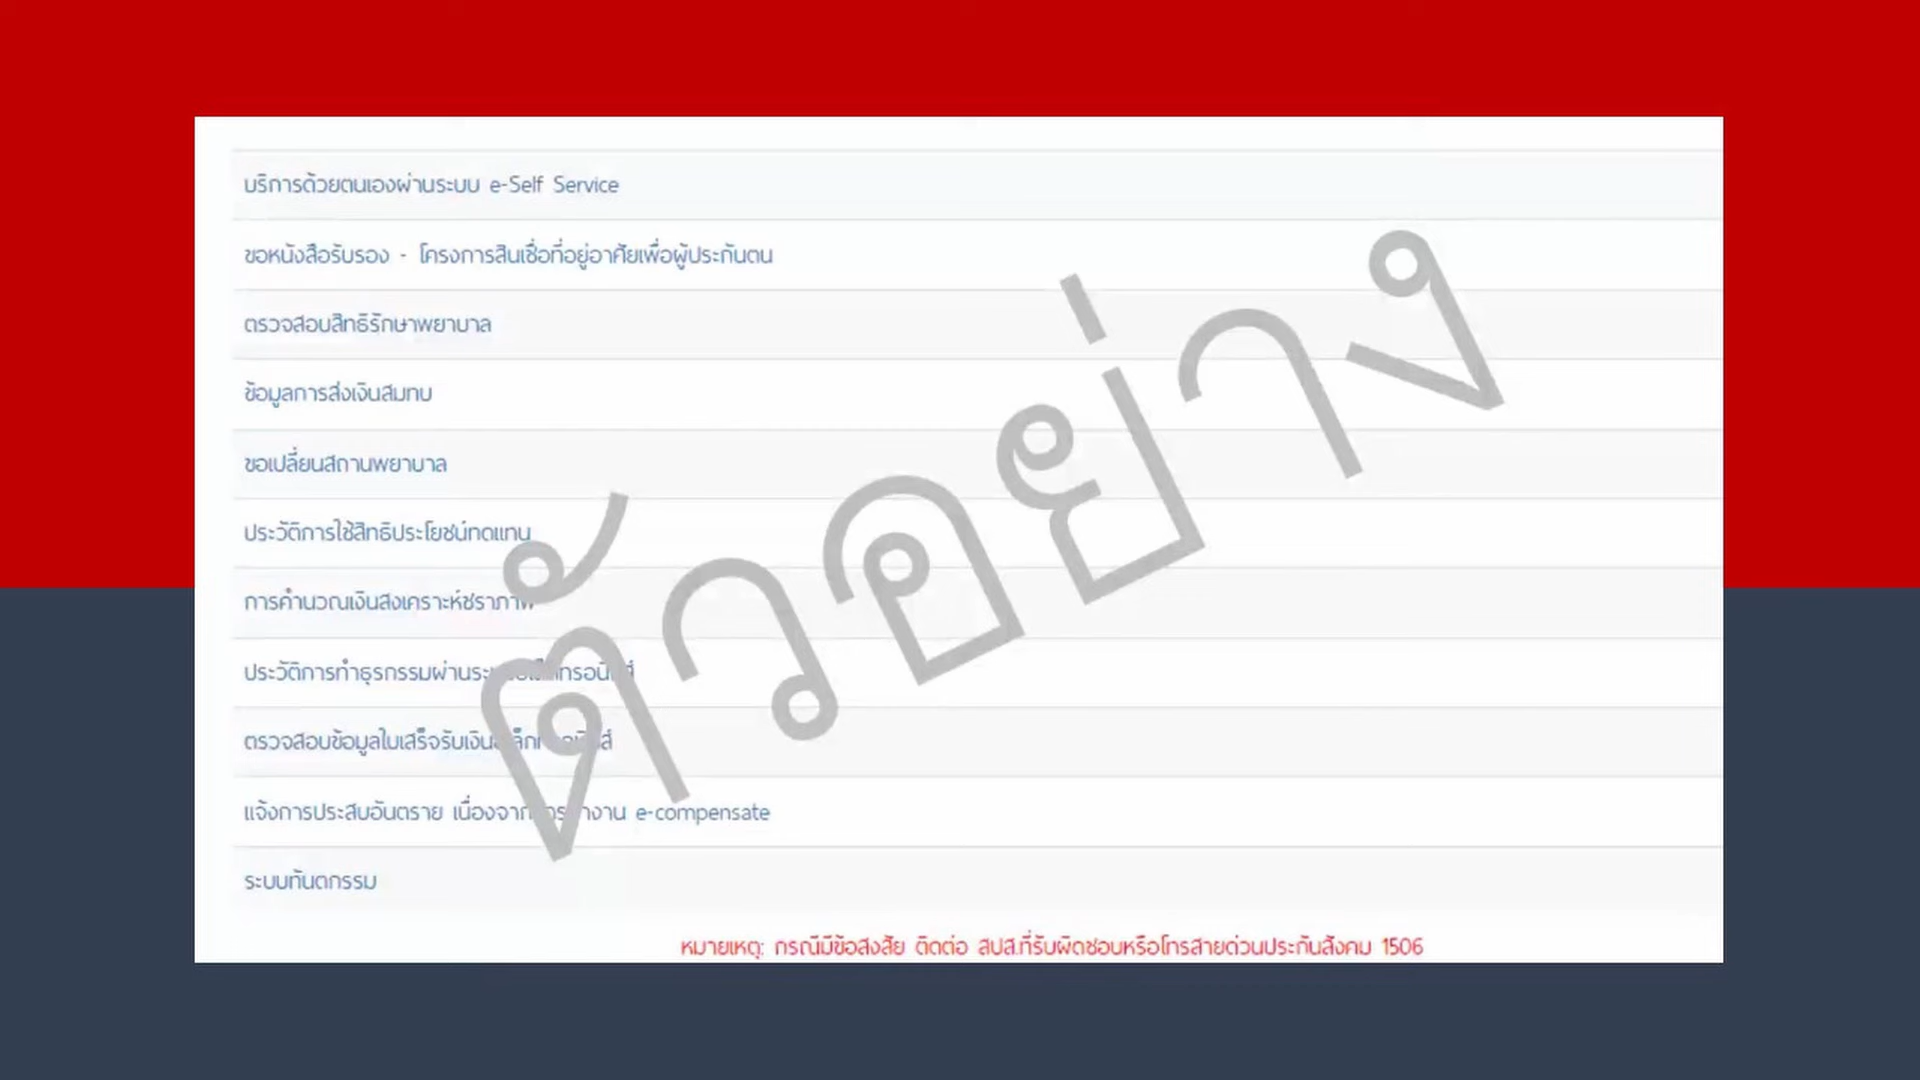 บริการด้วยตนเองผ่านระบบ e-Self Service
ขอหนังสือรับรอง - โครงการสินเชื่อที่อยู่อาศัยเพื่อผู้ประกันตน
ตรวจสอบสิทธิรักษาพยาบาล
ข้อมูลการส่งเงินสมทบ
ขอเปลี่ยนสถานพยาบาล
ประวัติการใช้สิทธิประโยชน์ทดแทน
การคำนวณเงินสงเคราะห์ชราภาพ
ประวัติการทำธุรกรรมผ่าน
ตรวจสอบข้อมูลใบเสร็จรับเงิน
แจ้งการประสบอันตราย เนื่องจาก งาน e-compensate
ระบบทันตกรรม
หมายเหตุ: กรณีมีข้อสงสัย ติดต่อ สปส.ที่รับผิดชอบหรือโทรสายด่วนประกันสังคม 1506
ตัวอย่าง